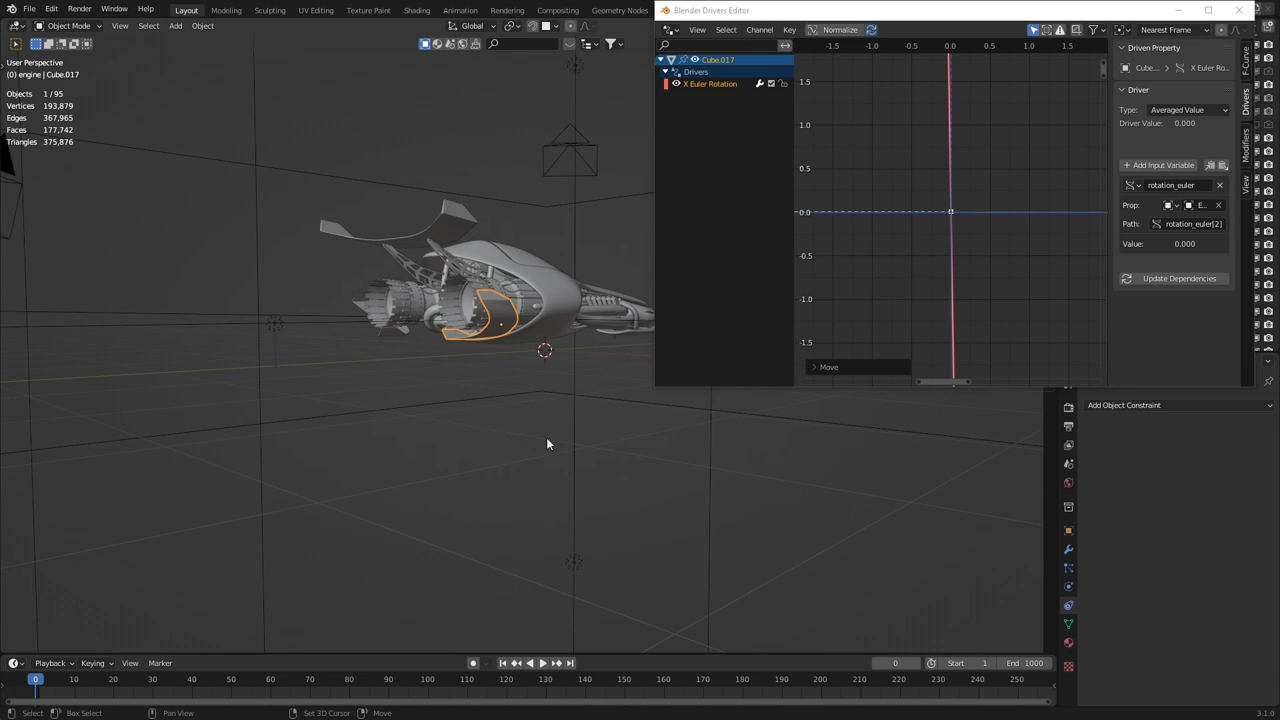 File Edit Render Window Help Layout Modeling Sculpting UV Editing Texture Paint Shading Animation Rendering Compositing Geometry Nodes
Object Mode View Select Add Object Global
User Perspective
(0) engine | Cube.017
Objects 1 / 95
Vertices 193,879
Edges 367,965
Faces 177,742
Triangles 375,876
Blender Drivers Editor
View Select Channel Key Normalize Nearest Frame
-1.5 -1.0 -0.5 0.0 0.5 1.0 1.5
Cube.017
Drivers
X Euler Rotation
1.5
1.0
0.5
0.0
-0.5
-1.0
-1.5
Move
Driven Property
Cube... X Euler Ro...
Driver
Type: Averaged Value
Driver Value: 0.000
Add Input Variable
rotation_euler
Prop: E...
Path: rotation_euler[2]
Value: 0.000
Update Dependencies
F-Curve
Drivers
Modifiers
View
Add Object Constraint
Playback Keying View Marker 0 Start 1 End 1000
0 10 20 30 40 50 60 70 80 90 100 110 120 130 140 150 160 170 180 190 200 210 220 230 240 250
Select Box Select Pan View Set 3D Cursor Move 3.1.0